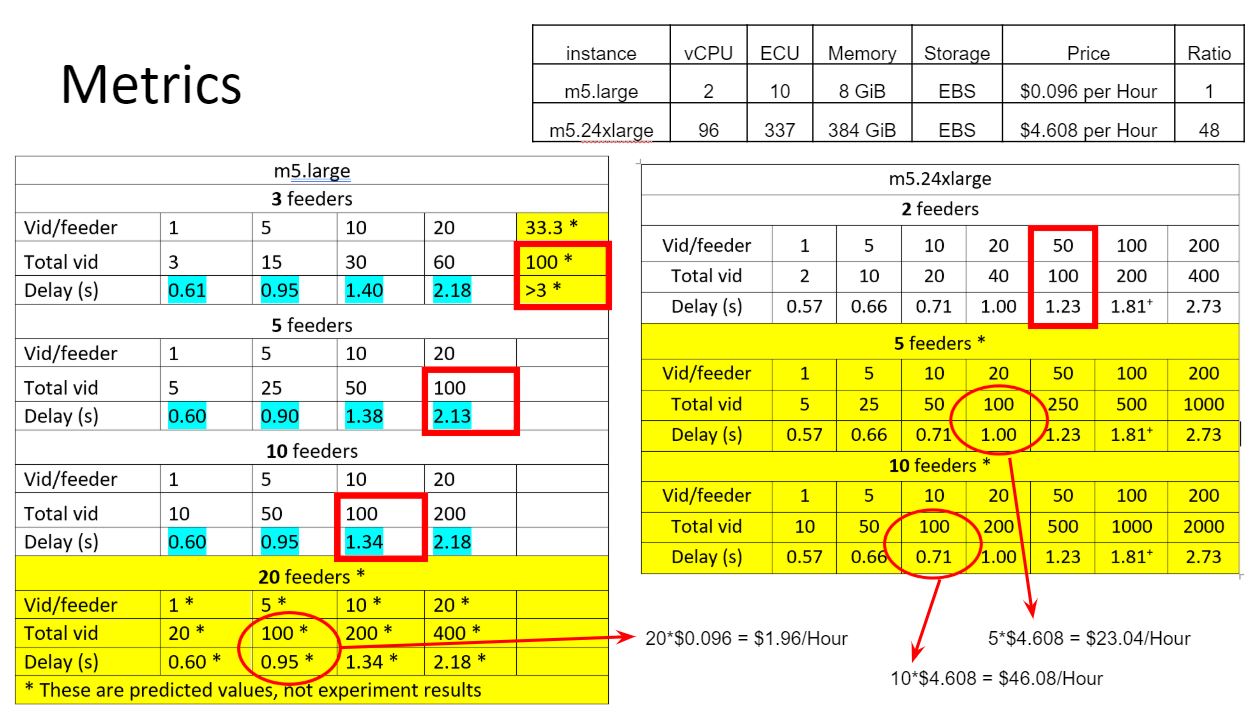 Metrics
instance vCPU ECU Memory Storage Price Ratio
m5.large 2 10 8 GiB EBS $0.096 per Hour 1
m5.24xlarge 96 337 384 GiB EBS $4.608 per Hour 48
m5.large
3 feeders
Vid/feeder 1 5 10 20 33.3 *
Total vid 3 15 30 60 100 *
Delay (s) 0.61 0.95 1.40 2.18 >3 *
5 feeders
Vid/feeder 1 5 10 20
Total vid 5 25 50 100
Delay (s) 0.60 0.90 1.38 2.13
10 feeders
Vid/feeder 1 5 10 20
Total vid 10 50 100 200
Delay (s) 0.60 0.95 1.34 2.18
20 feeders *
Vid/feeder 1 * 5 * 10 * 20 *
Total vid 20 * 100 * 200 * 400 *
Delay (s) 0.60 * 0.95 * 1.34 * 2.18 *
* These are predicted values, not experiment results
m5.24xlarge
2 feeders
Vid/feeder 1 5 10 20 50 100 200
Total vid 2 10 20 40 100 200 400
Delay (s) 0.57 0.66 0.71 1.00 1.23 1.81⁺ 2.73
5 feeders *
Vid/feeder 1 5 10 20 50 100 200
Total vid 5 25 50 100 250 500 1000
Delay (s) 0.57 0.66 0.71 1.00 1.23 1.81⁺ 2.73
10 feeders *
Vid/feeder 1 5 10 20 50 100 200
Total vid 10 50 100 200 500 1000 2000
Delay (s) 0.57 0.66 0.71 1.00 1.23 1.81⁺ 2.73
20*$0.096 = $1.96/Hour
5*$4.608 = $23.04/Hour
10*$4.608 = $46.08/Hour